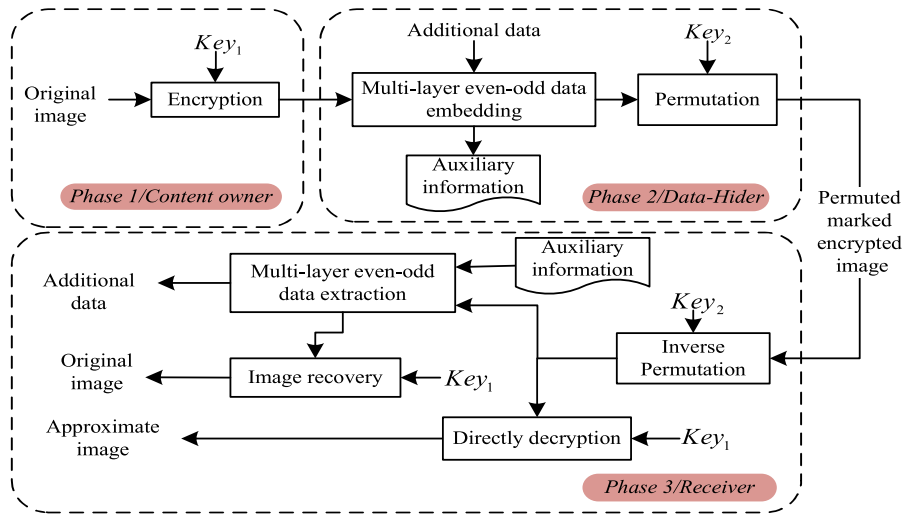 Key1
Original
image
Encryption
Phase 1/Content owner
Additional data
Key2
Multi-layer even-odd data
embedding
Permutation
Auxiliary
information
Phase 2/Data-Hider
Permuted
marked
encrypted
image
Auxiliary
information
Multi-layer even-odd
data extraction
Additional
data
Key2
Inverse
Permutation
Original
image
Image recovery
Key1
Approximate
image
Directly decryption
Key1
Phase 3/Receiver